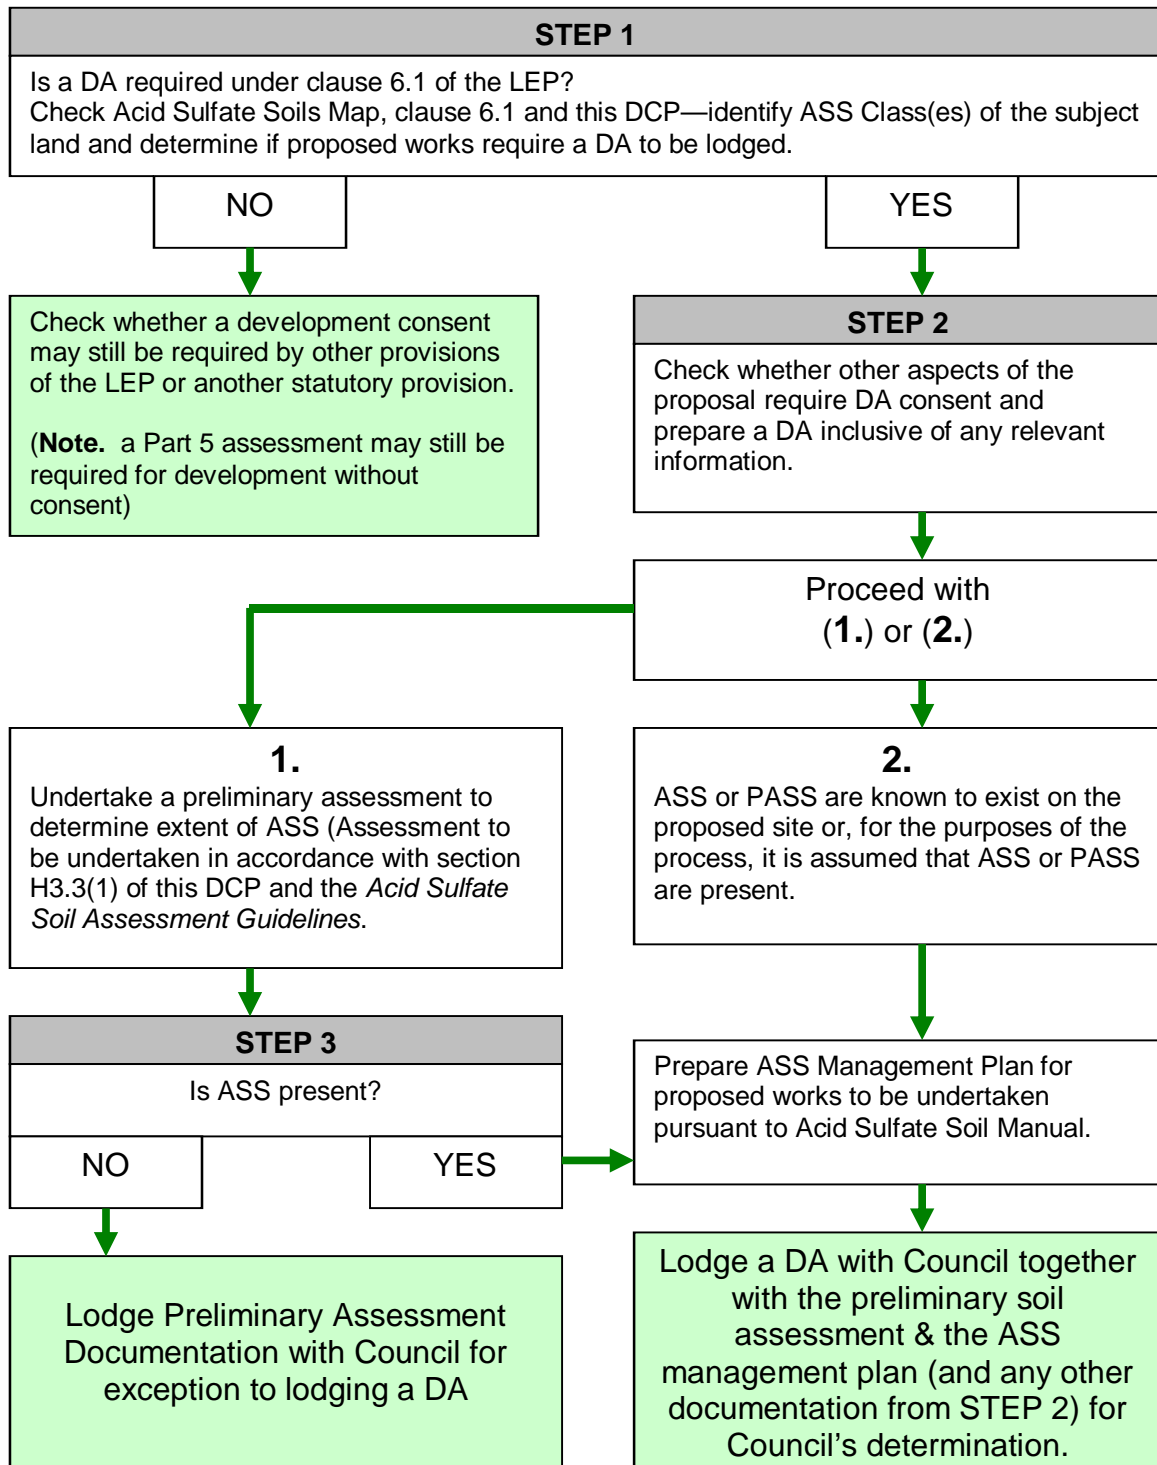 STEP 1
Is a DA required under clause 6.1 of the LEP?
Check Acid Sulfate Soils Map, clause 6.1 and this DCP—identify ASS Class(es) of the subject
land and determine if proposed works require a DA to be lodged.
NO
YES
Check whether a development consent
may still be required by other provisions
of the LEP or another statutory provision.
(Note. a Part 5 assessment may still be
required for development without
consent)
STEP 2
Check whether other aspects of the
proposal require DA consent and
prepare a DA inclusive of any relevant
information.
Proceed with
(1.) or (2.)
1.
Undertake a preliminary assessment to
determine extent of ASS (Assessment to
be undertaken in accordance with section
H3.3(1) of this DCP and the Acid Sulfate
Soil Assessment Guidelines.
2.
ASS or PASS are known to exist on the
proposed site or, for the purposes of the
process, it is assumed that ASS or PASS
are present.
STEP 3
Is ASS present?
NO
YES
Prepare ASS Management Plan for
proposed works to be undertaken
pursuant to Acid Sulfate Soil Manual.
Lodge Preliminary Assessment
Documentation with Council for
exception to lodging a DA
Lodge a DA with Council together
with the preliminary soil
assessment & the ASS
management plan (and any other
documentation from STEP 2) for
Council's determination.